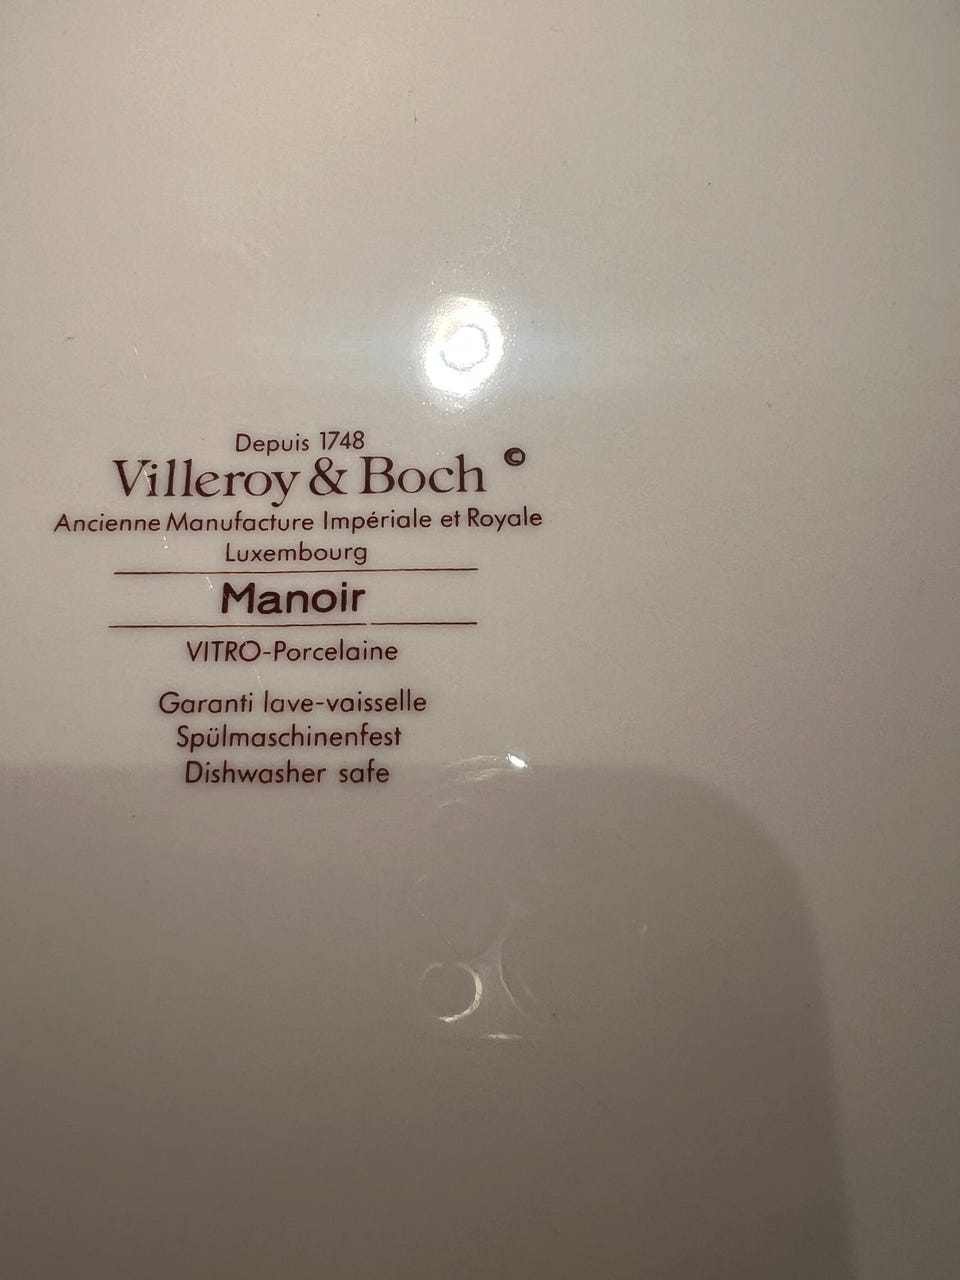 Depuis 1748
Villeroy & Boch ©
Ancienne Manufacture Impériale et Royale
Luxembourg
Manoir
VITRO-Porcelaine
Garanti lave-vaisselle
Spülmaschinenfest
Dishwasher safe